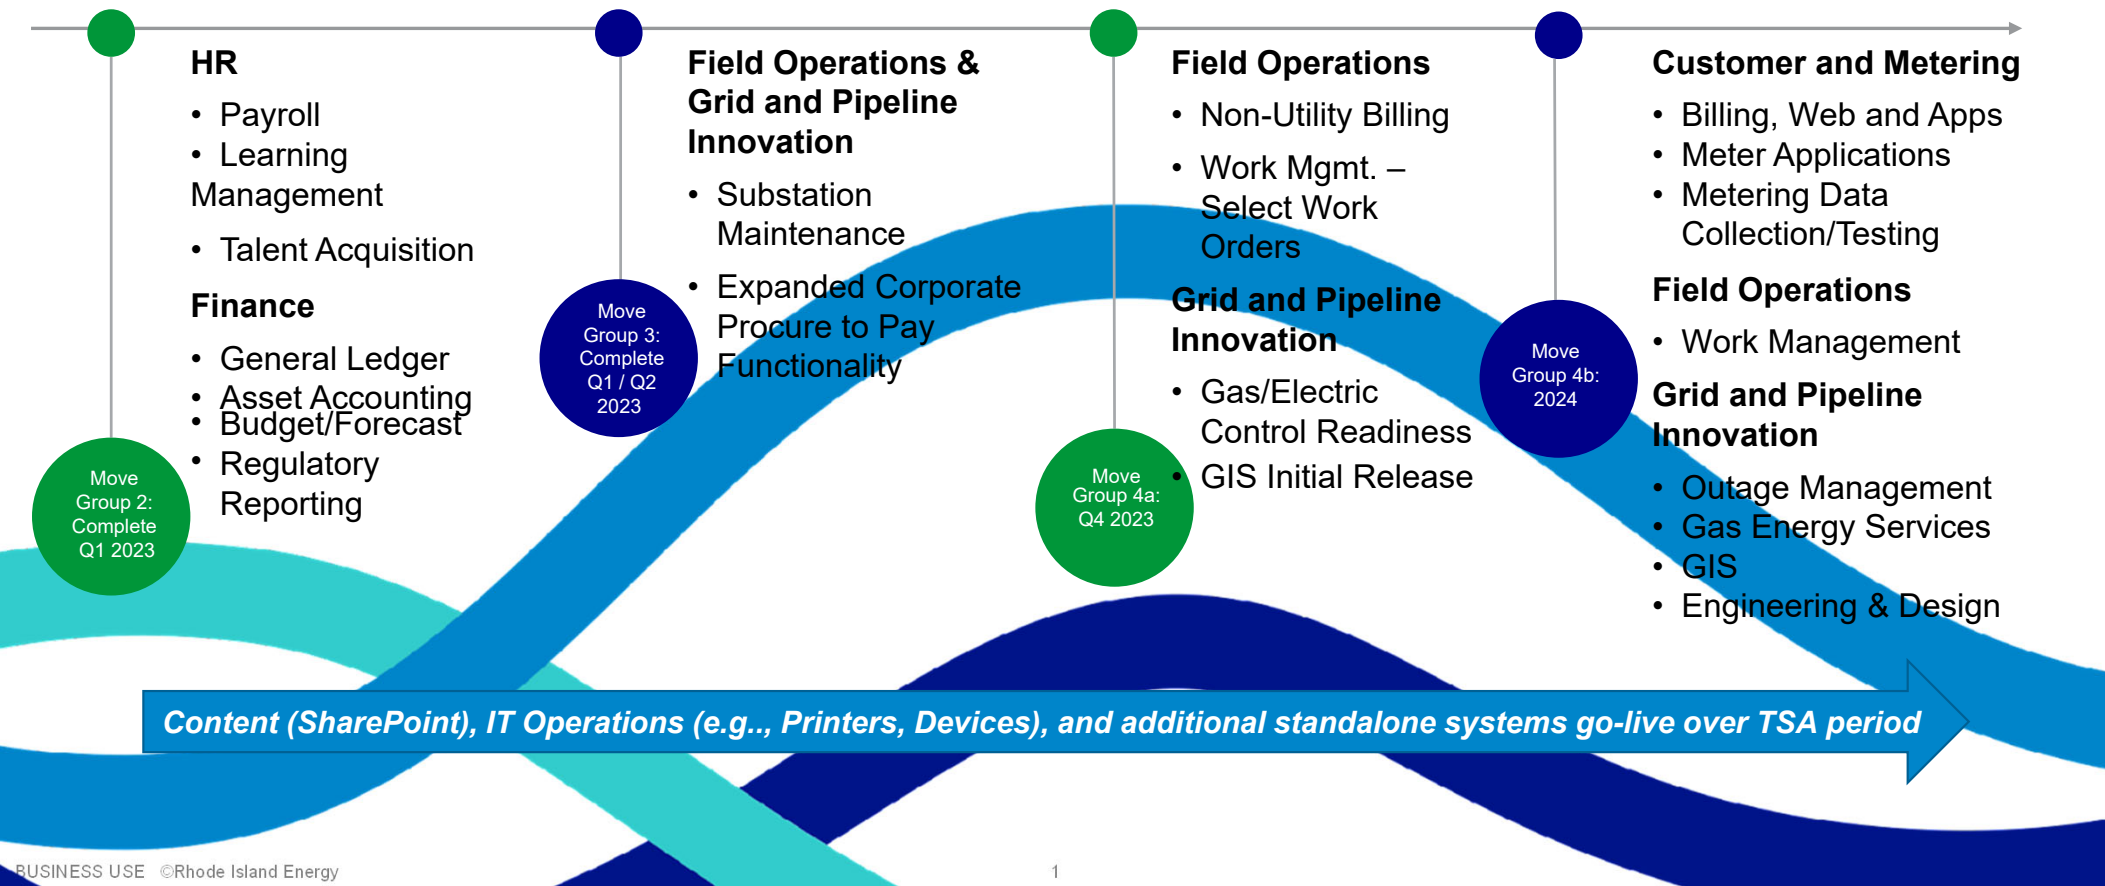 HR
• Payroll
• Learning
Management
• Talent Acquisition
Finance
• General Ledger
• Asset Accounting
• Budget/Forecast
• Regulatory
Reporting
Move
Group 2:
Complete
Q1 2023
Field Operations &
Grid and Pipeline
Innovation
• Substation
Maintenance
• Expanded Corporate
Procure to Pay
Functionality
Move
Group 3:
Complete
Q1 / Q2
2023
Field Operations
• Non-Utility Billing
• Work Mgmt. –
Select Work
Orders
Grid and Pipeline
Innovation
• Gas/Electric
Control Readiness
• GIS Initial Release
Move
Group 4a:
Q4 2023
Customer and Metering
• Billing, Web and Apps
• Meter Applications
• Metering Data
Collection/Testing
Field Operations
• Work Management
Grid and Pipeline
Innovation
• Outage Management
• Gas Energy Services
• GIS
• Engineering & Design
Move
Group 4b:
2024
Content (SharePoint), IT Operations (e.g.., Printers, Devices), and additional standalone systems go-live over TSA period
BUSINESS USE ©Rhode Island Energy
1